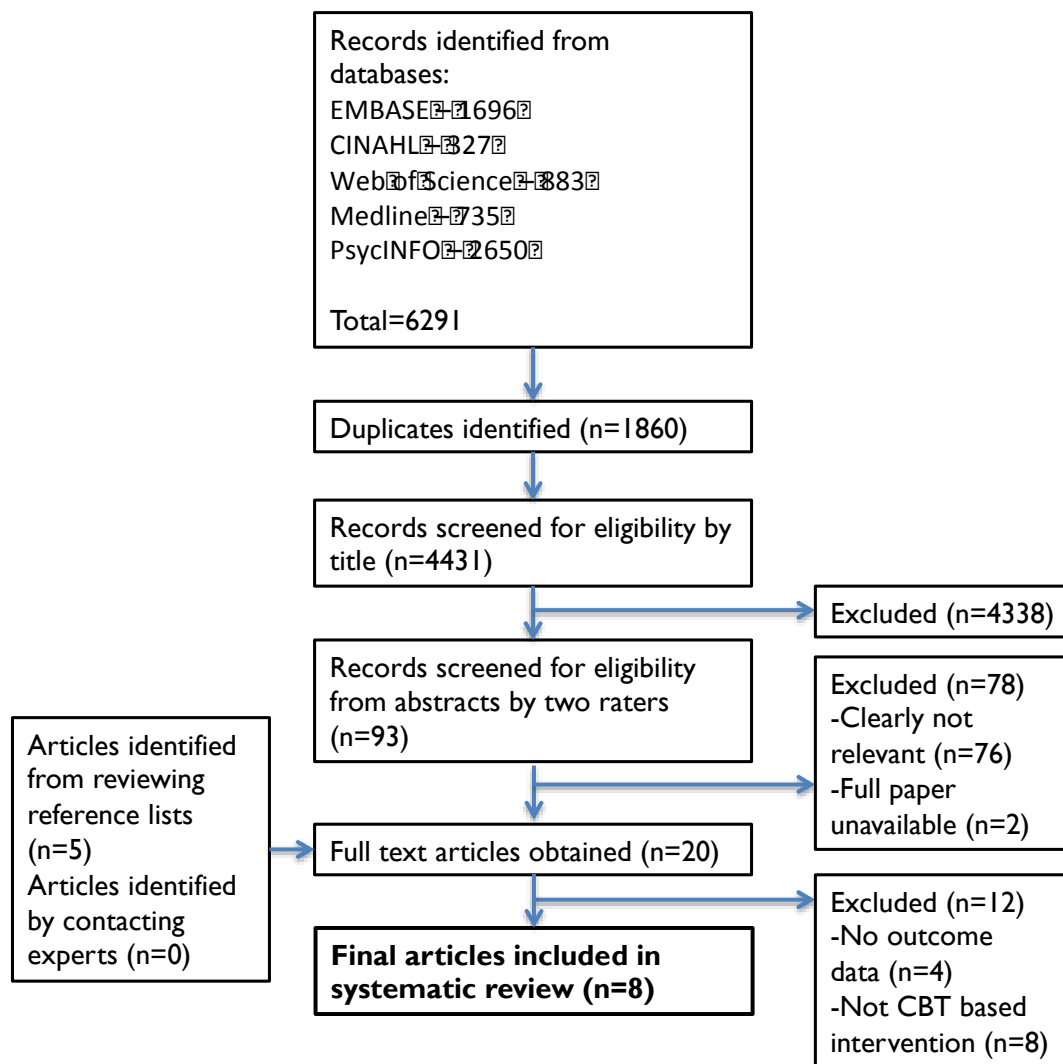 Records identified from
databases:
EMBASE – 1696
CINAHL – 327
Web of Science – 883
Medline – 735
PsycINFO – 2650
Total=6291
Duplicates identified (n=1860)
Records screened for eligibility by
title (n=4431)
Excluded (n=4338)
Records screened for eligibility
from abstracts by two raters
(n=93)
Excluded (n=78)
-Clearly not
relevant (n=76)
-Full paper
unavailable (n=2)
Articles identified
from reviewing
reference lists
(n=5)
Articles identified
by contacting
experts (n=0)
Full text articles obtained (n=20)
Excluded (n=12)
-No outcome
data (n=4)
-Not CBT based
intervention (n=8)
Final articles included in
systematic review (n=8)